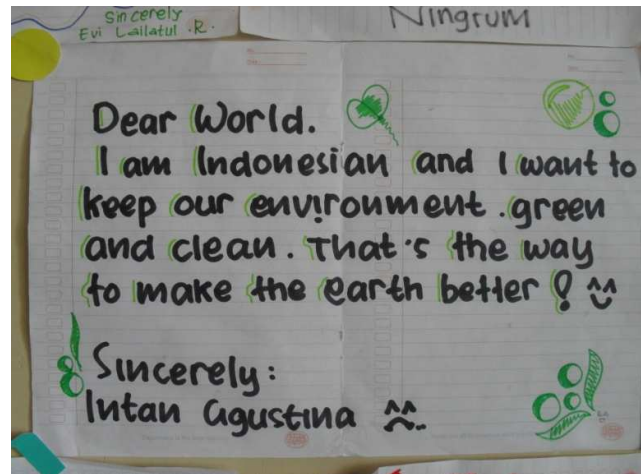 Sincerely
Evi Lailatul .R.
Ningrum
Dear World.
I am Indonesian and I want to
keep our environment. green
and clean. That's the way
to make the earth better !
Sincerely:
Intan Agustina